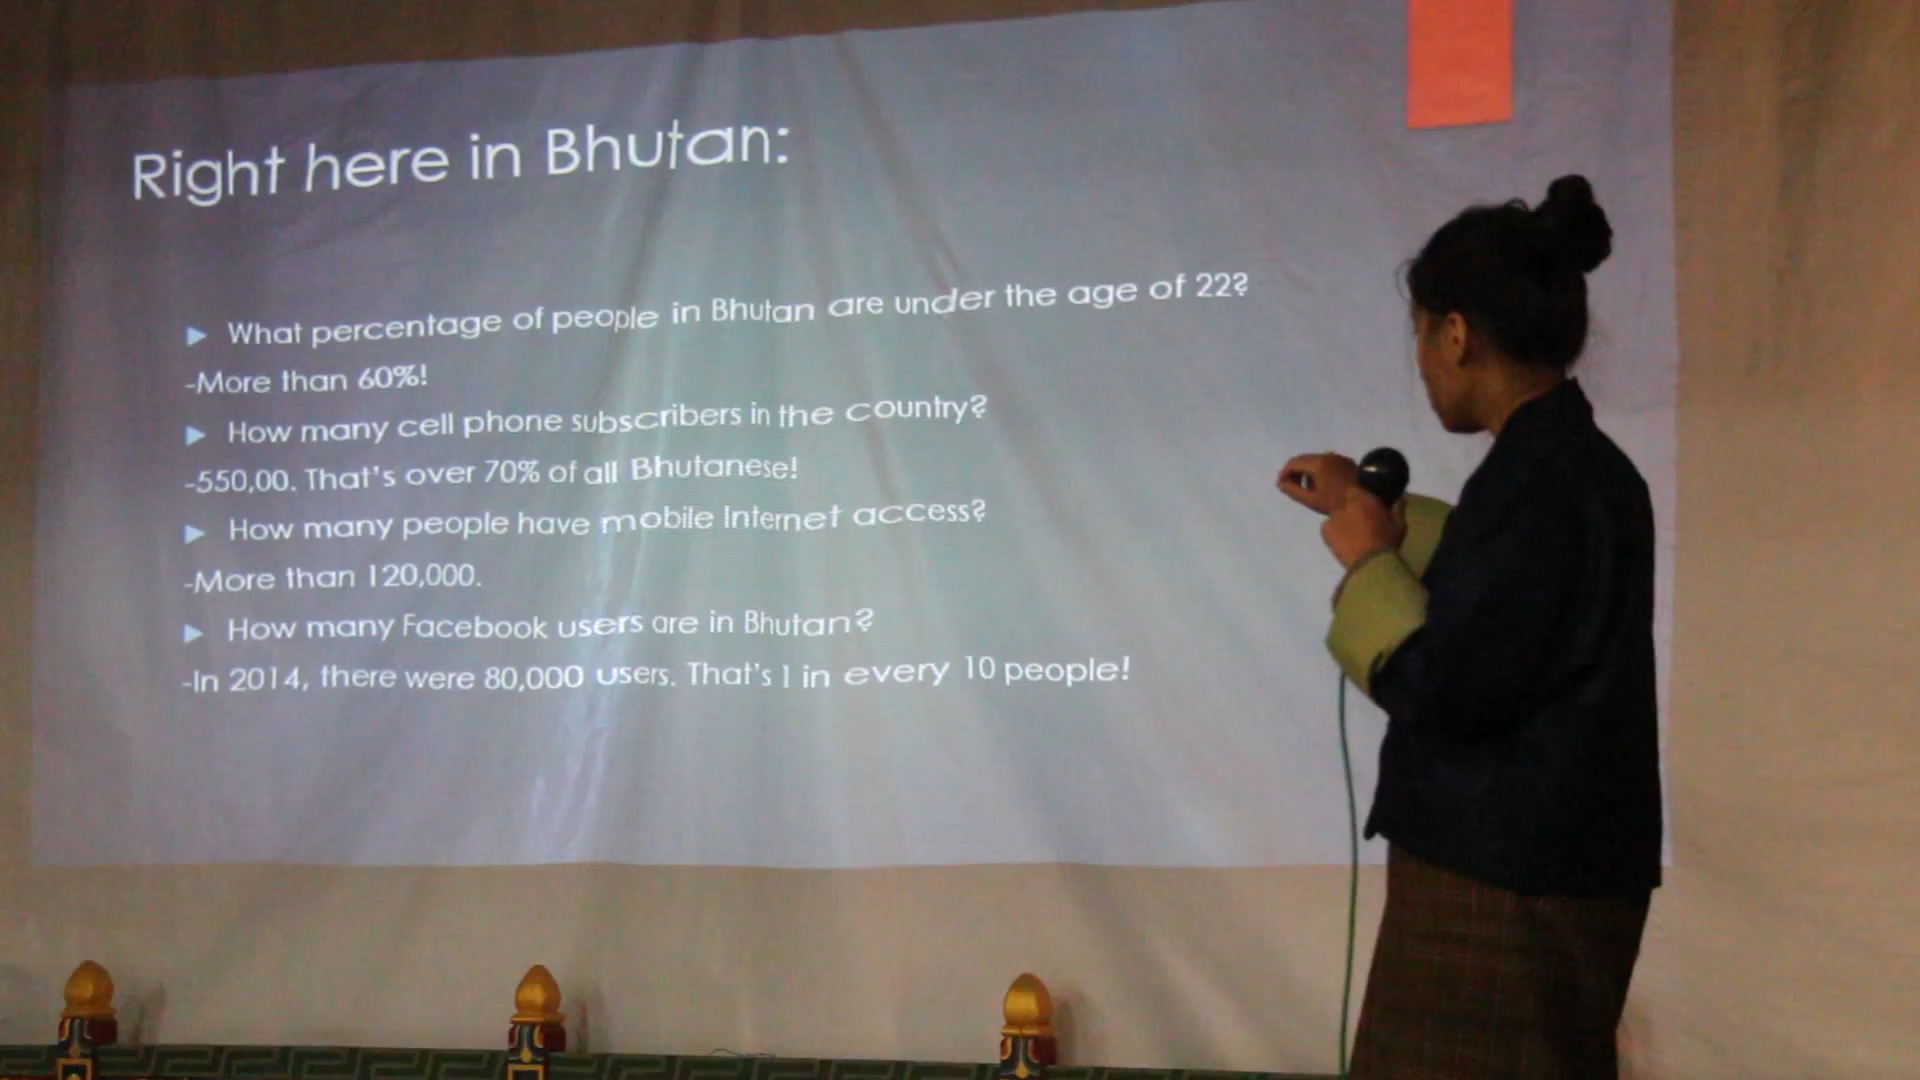 Right here in Bhutan:
► What percentage of people in Bhutan are under the age of 22?
-More than 60%!
► How many cell phone subscribers in the country?
-550,00. That's over 70% of all Bhutanese!
► How many people have mobile Internet access?
-More than 120,000.
► How many Facebook users are in Bhutan?
-In 2014, there were 80,000 users. That's 1 in every 10 people!